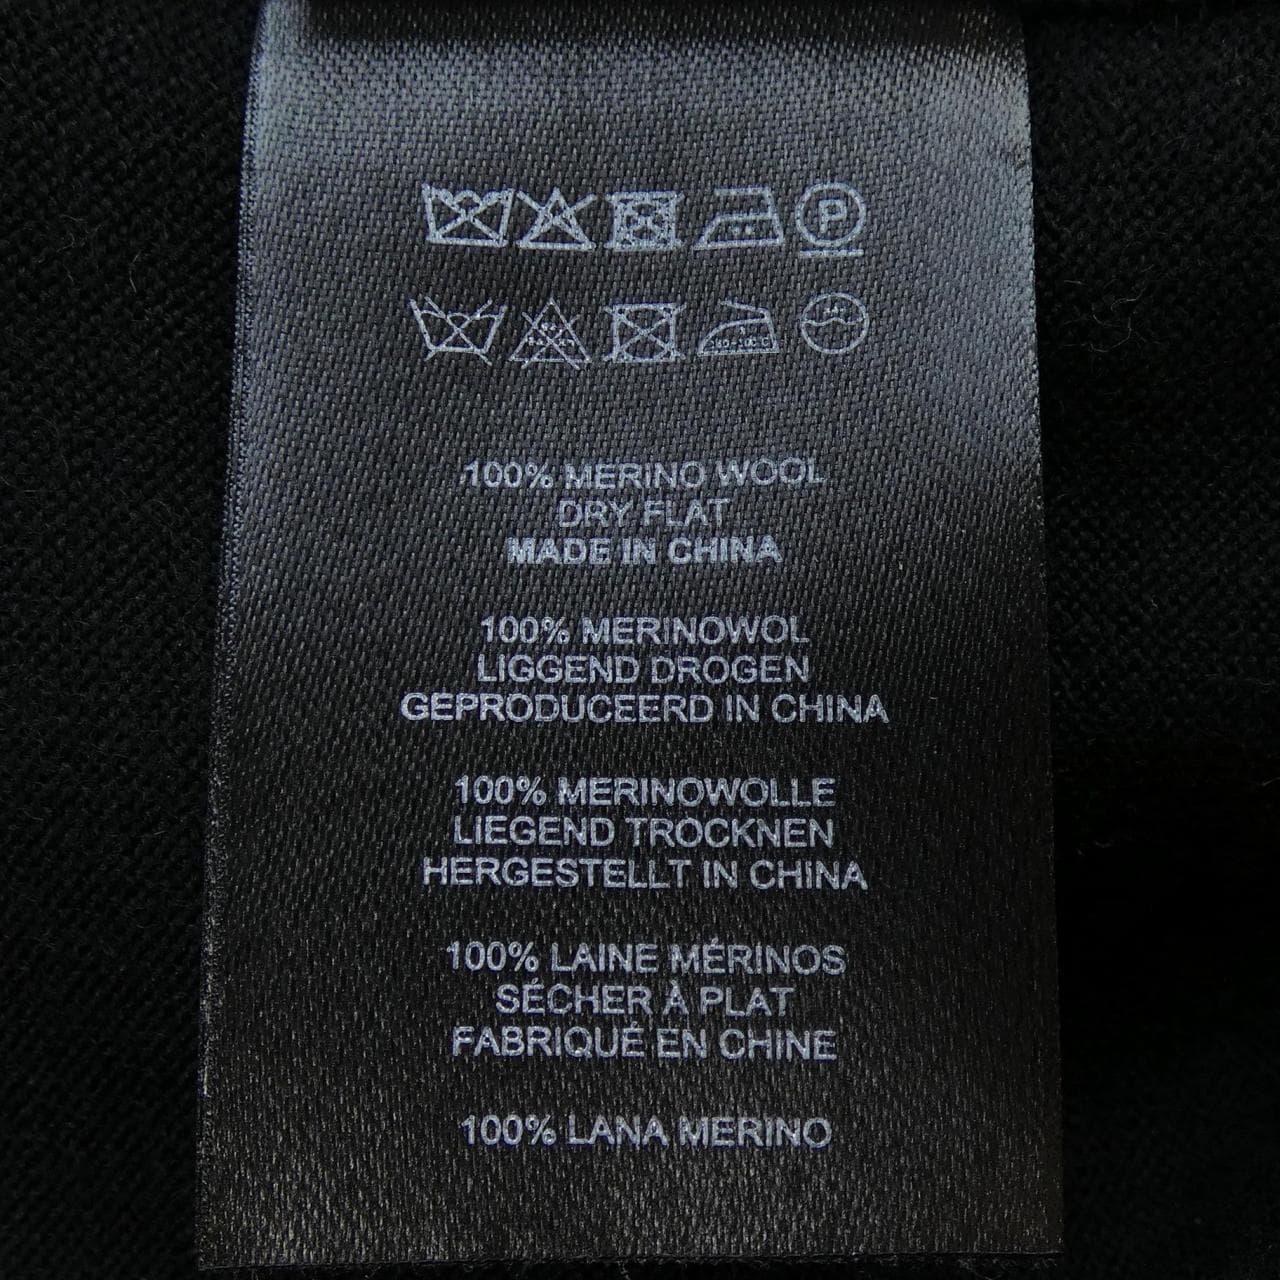 P
100% MERINO WOOL
DRY FLAT
MADE IN CHINA
100% MERINOWOL
LIGGEND DROGEN
GEPRODUCEERD IN CHINA
100% MERINOWOLLE
LIEGEND TROCKNEN
HERGESTELLT IN CHINA
100% LAINE MÉRINOS
SÉCHER À PLAT
FABRIQUÉ EN CHINE
100% LANA MERINO